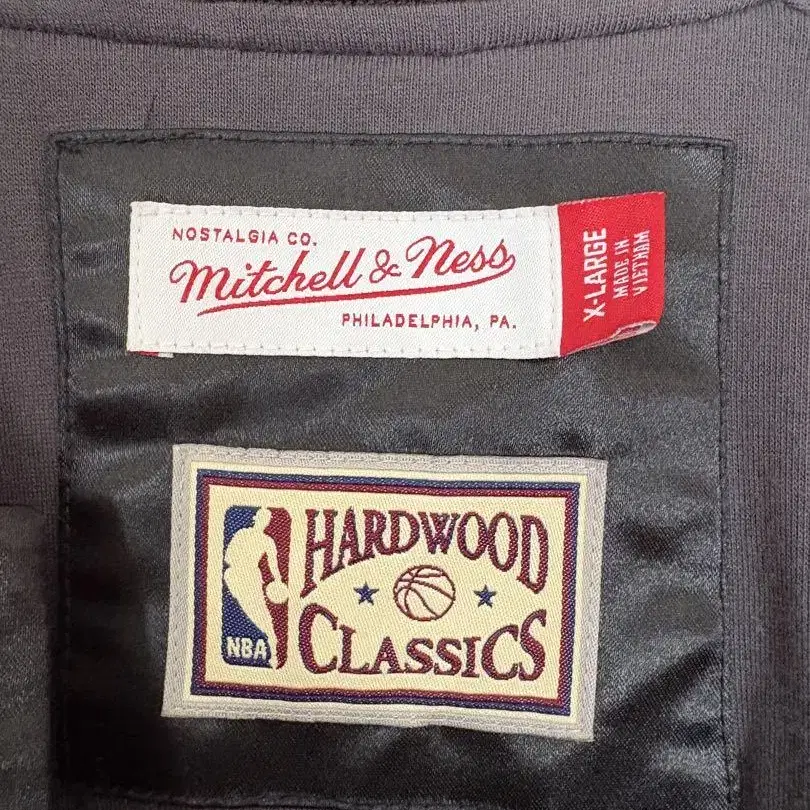 NOSTALGIA CO.
Mitchell & Ness
PHILADELPHIA, PA.
X-LARGE
MADE IN
VIETNAM
HARDWOOD
CLASSICS
NBA